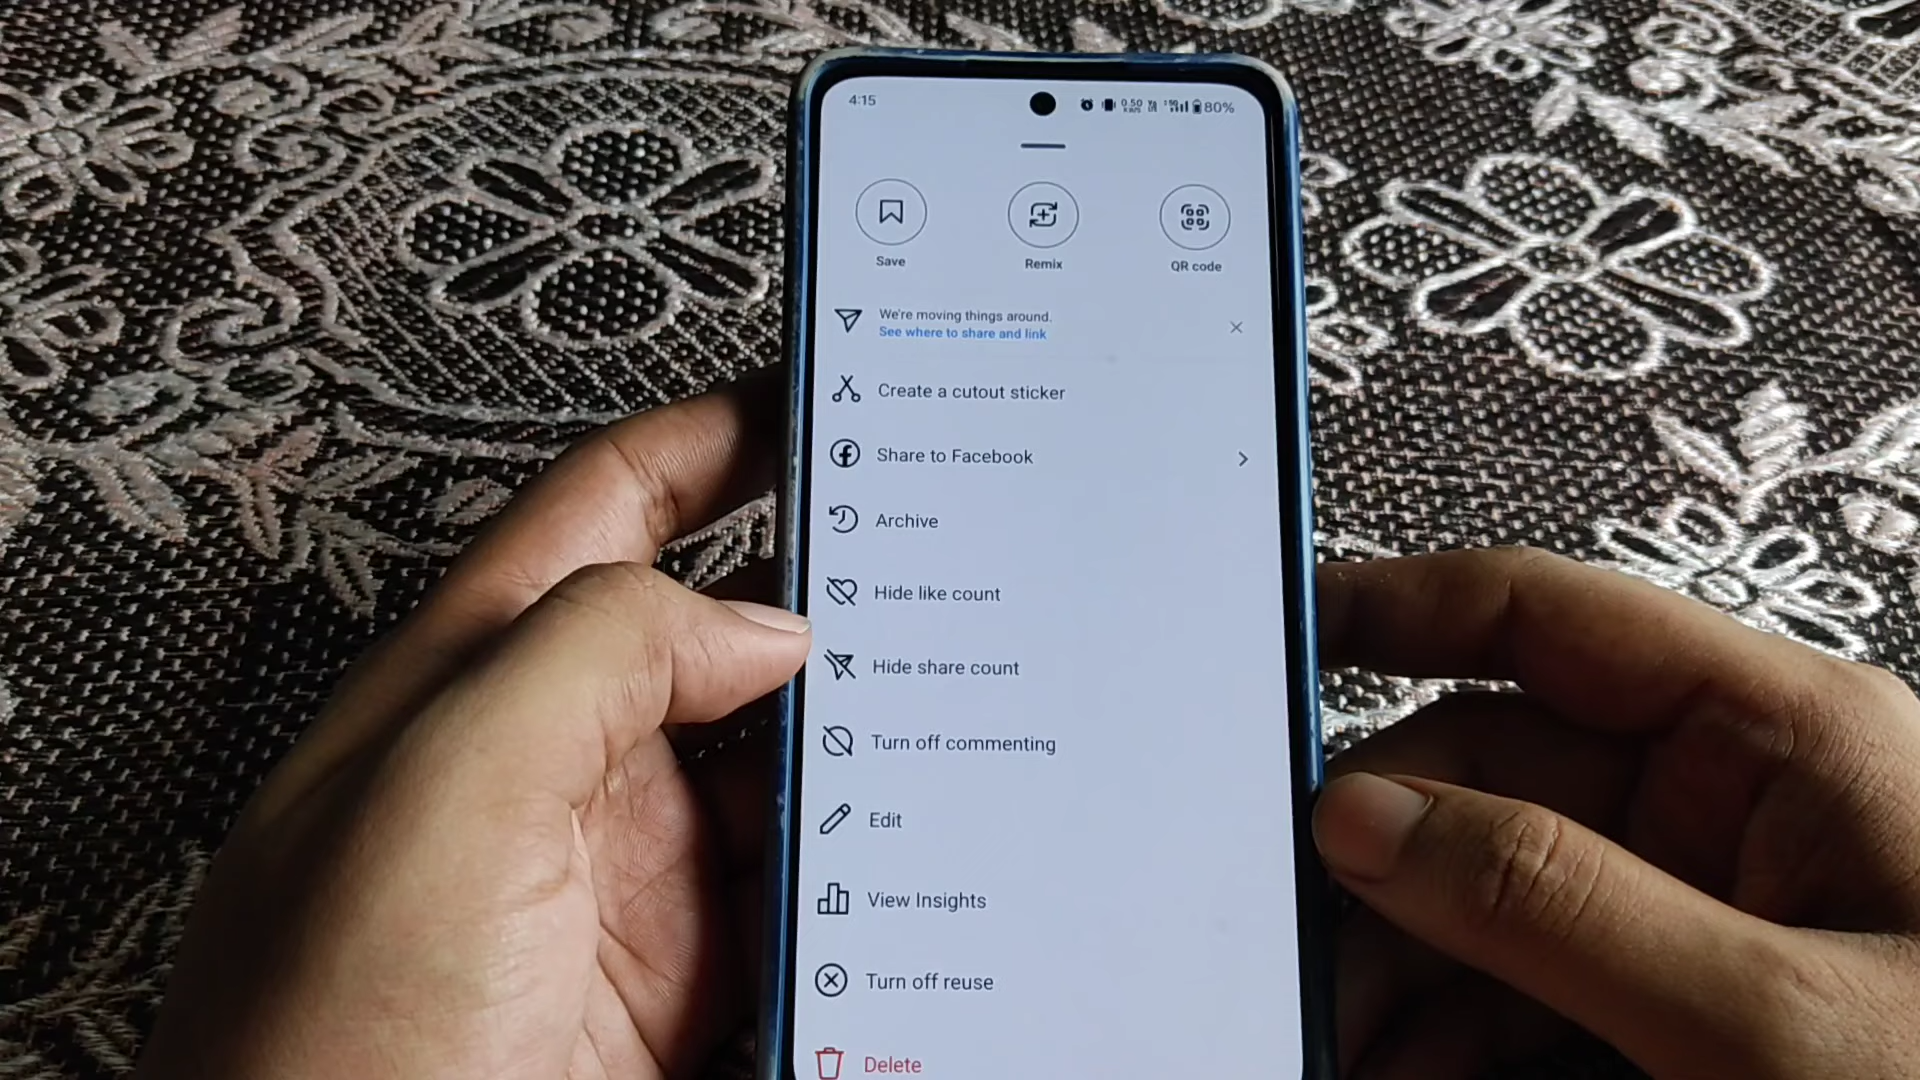 4:15
0.50 80%
Save Remix QR code
We're moving things around.
See where to share and link
Create a cutout sticker
Share to Facebook
Archive
Hide like count
Hide share count
Turn off commenting
Edit
View Insights
Turn off reuse
Delete